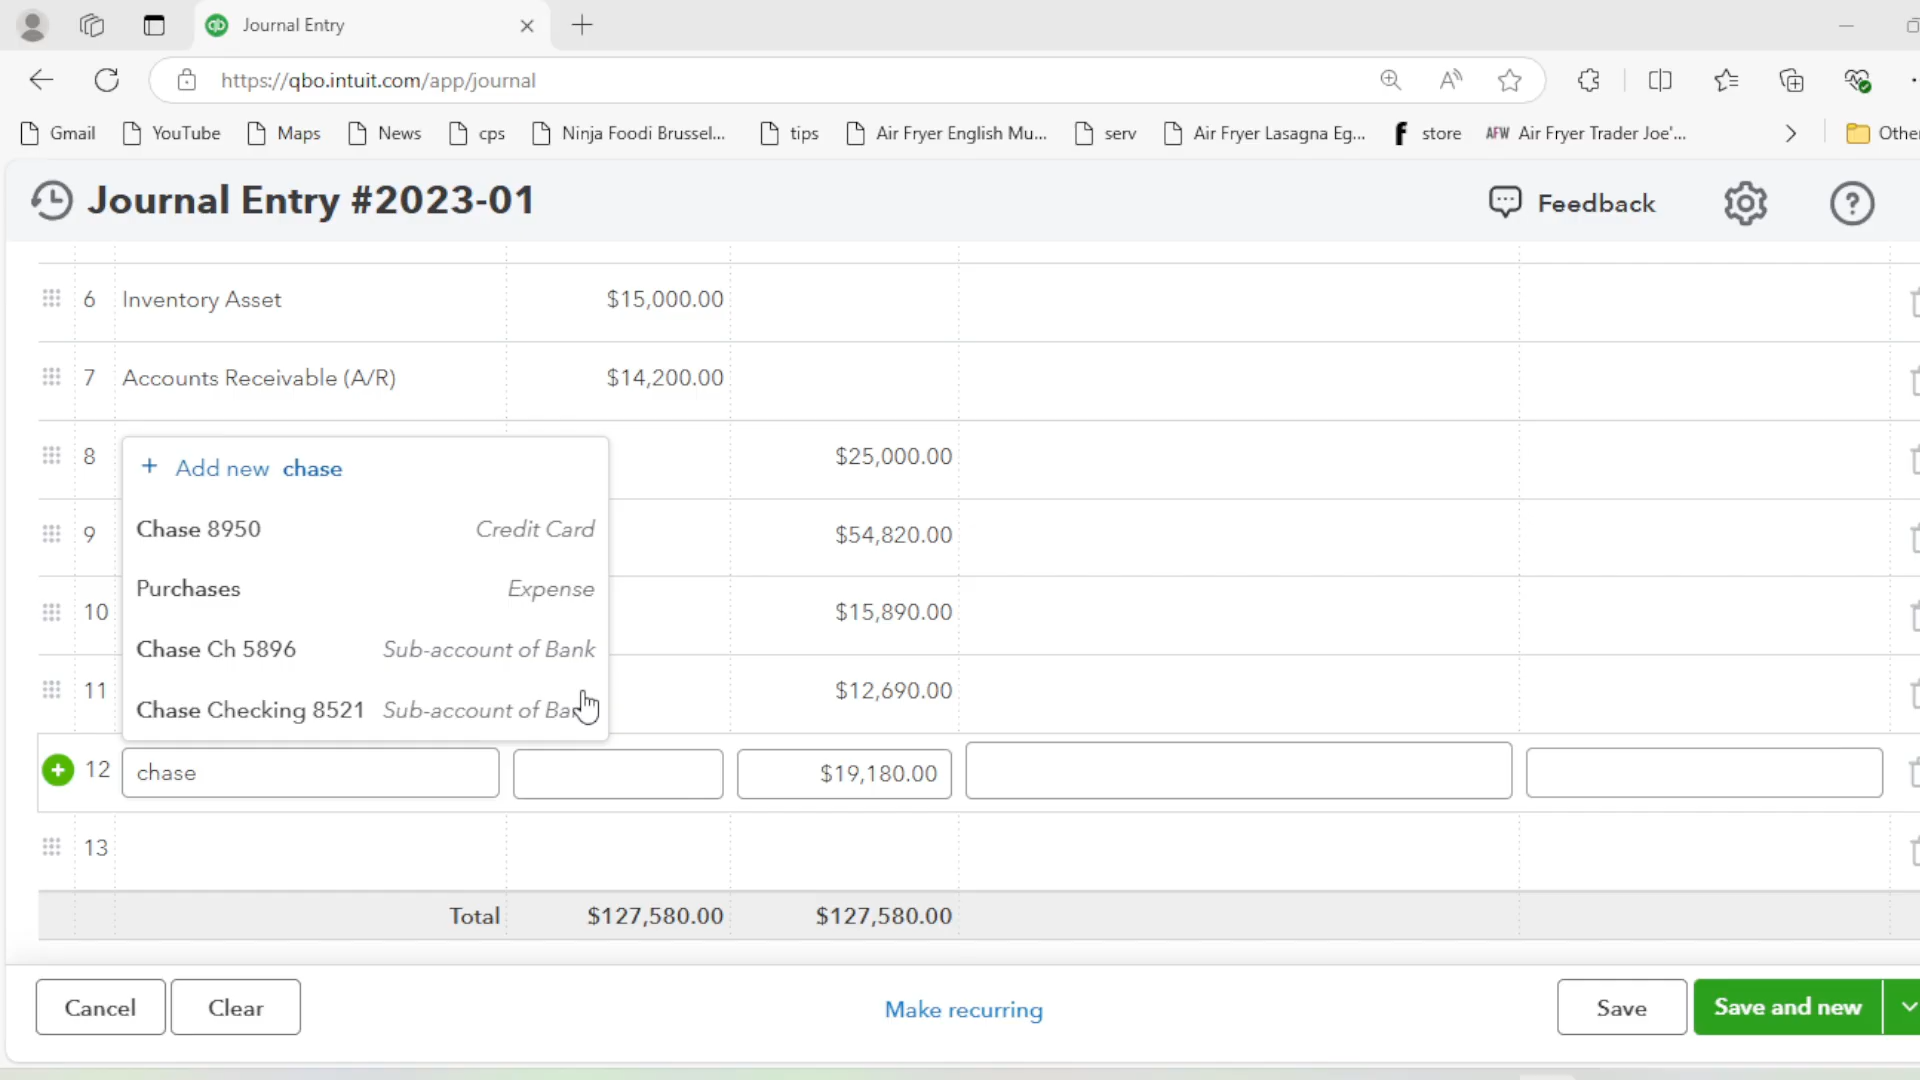 Journal Entry
https://qbo.intuit.com/app/journal
Gmail YouTube Maps News cps Ninja Foodi Brussel... tips Air Fryer English Mu... serv Air Fryer Lasagna Eg... f store AFW Air Fryer Trader Joe'... Other
Journal Entry #2023-01 Feedback
6 Inventory Asset $15,000.00
7 Accounts Receivable (A/R) $14,200.00
8 $25,000.00
+ Add new chase
Chase 8950 Credit Card
9 $54,820.00
Purchases Expense
10 $15,890.00
Chase Ch 5896 Sub-account of Bank
11 $12,690.00
Chase Checking 8521 Sub-account of Ba
12 chase $19,180.00
13
Total $127,580.00 $127,580.00
Cancel Clear Make recurring Save Save and new